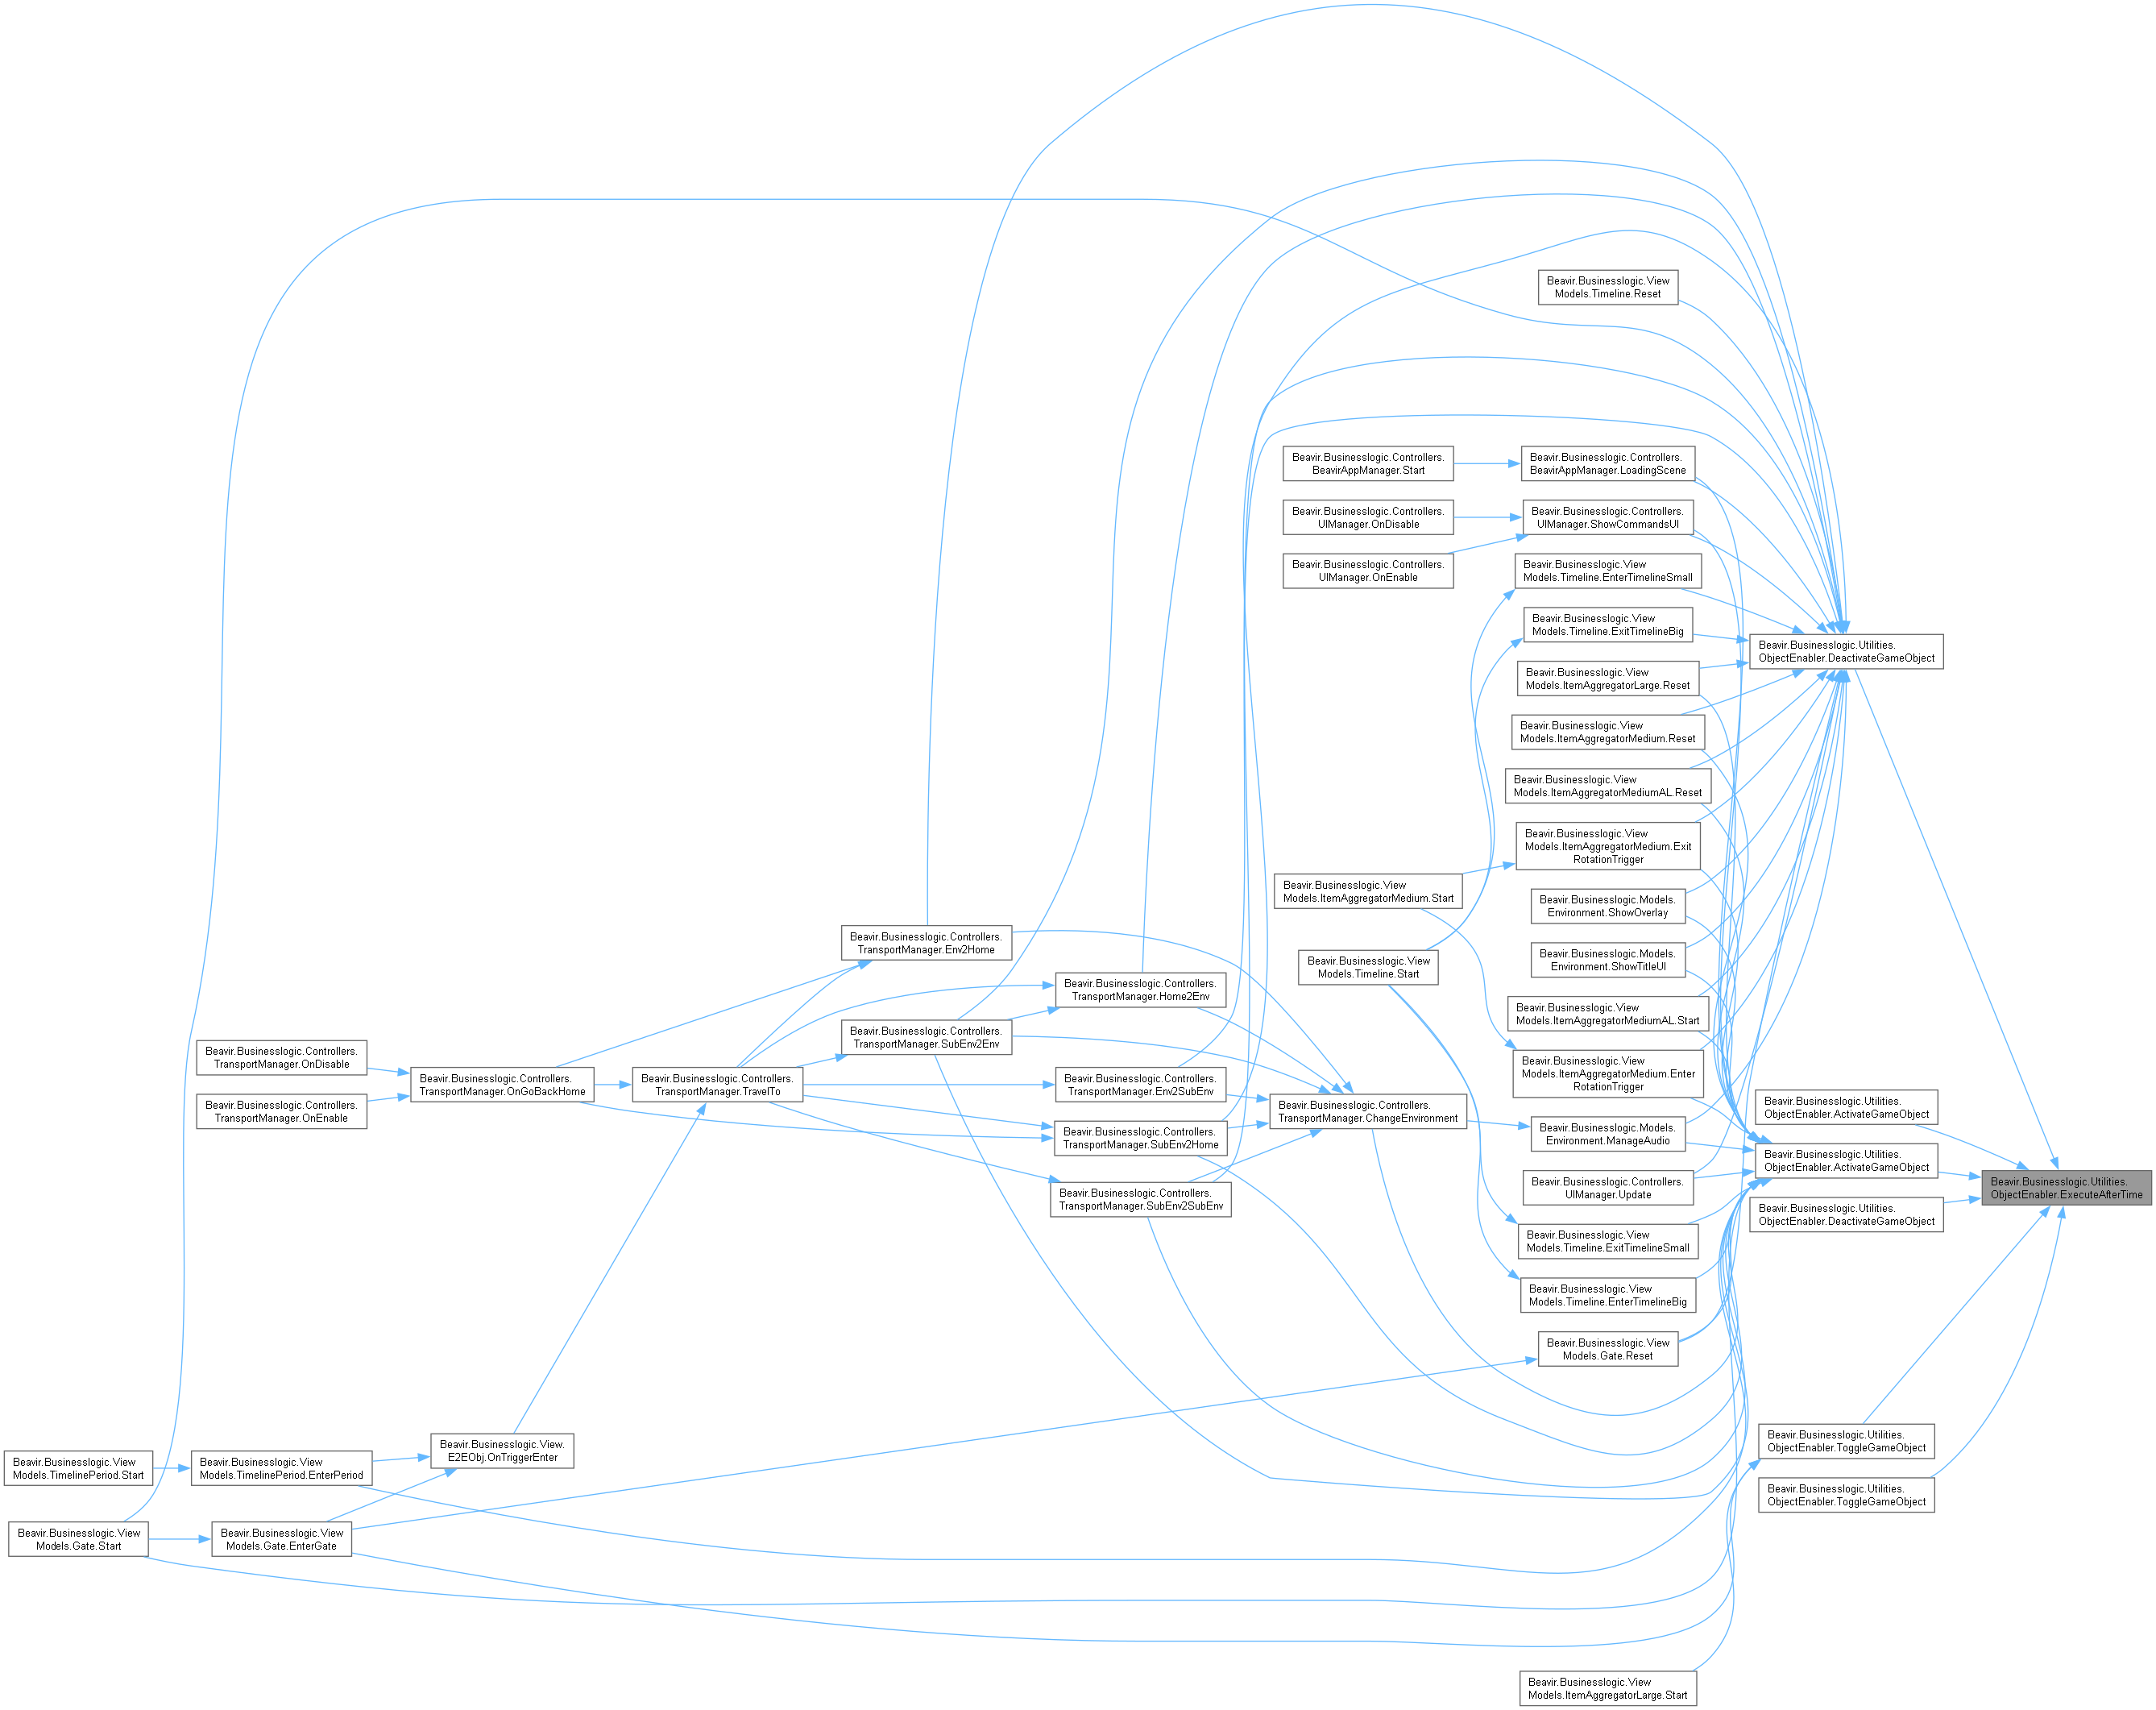 Beavir.Businesslogic.View
Models.Timeline.Reset
Beavir.Businesslogic.Controllers.
BeavirAppManager.Start
Beavir.Businesslogic.Controllers.
BeavirAppManager.LoadingScene
Beavir.Businesslogic.Controllers.
UIManager.OnDisable
Beavir.Businesslogic.Controllers.
UIManager.ShowCommandsUI
Beavir.Businesslogic.Controllers.
UIManager.OnEnable
Beavir.Businesslogic.View
Models.Timeline.EnterTimelineSmall
Beavir.Businesslogic.View
Models.Timeline.ExitTimelineBig
Beavir.Businesslogic.Utilities.
ObjectEnabler.DeactivateGameObject
Beavir.Businesslogic.View
Models.ItemAggregatorLarge.Reset
Beavir.Businesslogic.View
Models.ItemAggregatorMedium.Reset
Beavir.Businesslogic.View
Models.ItemAggregatorMediumAL.Reset
Beavir.Businesslogic.View
Models.ItemAggregatorMedium.Exit
RotationTrigger
Beavir.Businesslogic.View
Models.ItemAggregatorMedium.Start
Beavir.Businesslogic.Models.
Environment.ShowOverlay
Beavir.Businesslogic.Controllers.
TransportManager.Env2Home
Beavir.Businesslogic.Models.
Environment.ShowTitleUI
Beavir.Businesslogic.View
Models.Timeline.Start
Beavir.Businesslogic.Controllers.
TransportManager.Home2Env
Beavir.Businesslogic.View
Models.ItemAggregatorMediumAL.Start
Beavir.Businesslogic.Controllers.
TransportManager.SubEnv2Env
Beavir.Businesslogic.Controllers.
TransportManager.OnDisable
Beavir.Businesslogic.View
Models.ItemAggregatorMedium.Enter
RotationTrigger
Beavir.Businesslogic.Controllers.
TransportManager.OnGoBackHome
Beavir.Businesslogic.Controllers.
TransportManager.TravelTo
Beavir.Businesslogic.Controllers.
TransportManager.Env2SubEnv
Beavir.Businesslogic.Controllers.
TransportManager.OnEnable
Beavir.Businesslogic.Controllers.
TransportManager.ChangeEnvironment
Beavir.Businesslogic.Utilities.
ObjectEnabler.ActivateGameObject
Beavir.Businesslogic.Controllers.
TransportManager.SubEnv2Home
Beavir.Businesslogic.Models.
Environment.ManageAudio
Beavir.Businesslogic.Utilities.
ObjectEnabler.ActivateGameObject
Beavir.Businesslogic.Utilities.
ObjectEnabler.ExecuteAfterTime
Beavir.Businesslogic.Controllers.
UIManager.Update
Beavir.Businesslogic.Controllers.
TransportManager.SubEnv2SubEnv
Beavir.Businesslogic.Utilities.
ObjectEnabler.DeactivateGameObject
Beavir.Businesslogic.View
Models.Timeline.ExitTimelineSmall
Beavir.Businesslogic.View
Models.Timeline.EnterTimelineBig
Beavir.Businesslogic.View
Models.Gate.Reset
Beavir.Businesslogic.Utilities.
ObjectEnabler.ToggleGameObject
Beavir.Businesslogic.View.
E2EObj.OnTriggerEnter
Beavir.Businesslogic.View
Models.TimelinePeriod.Start
Beavir.Businesslogic.View
Models.TimelinePeriod.EnterPeriod
Beavir.Businesslogic.Utilities.
ObjectEnabler.ToggleGameObject
Beavir.Businesslogic.View
Models.Gate.Start
Beavir.Businesslogic.View
Models.Gate.EnterGate
Beavir.Businesslogic.View
Models.ItemAggregatorLarge.Start